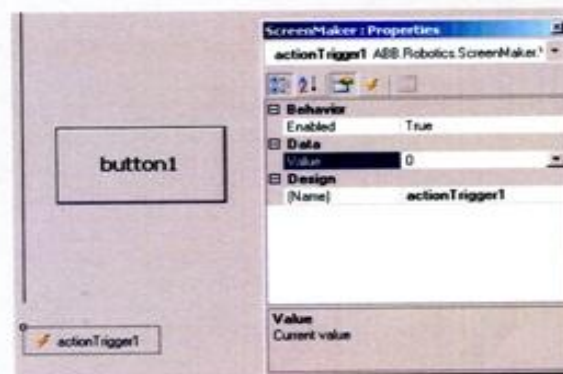 button1
actionTrigger1
ScreenMaker : Properties
actionTrigger1 ABB.Robotics.ScreenMaker.
Behavior
Enabled True
Data
Value 0
Design
(Name) actionTrigger1
Value
Current value